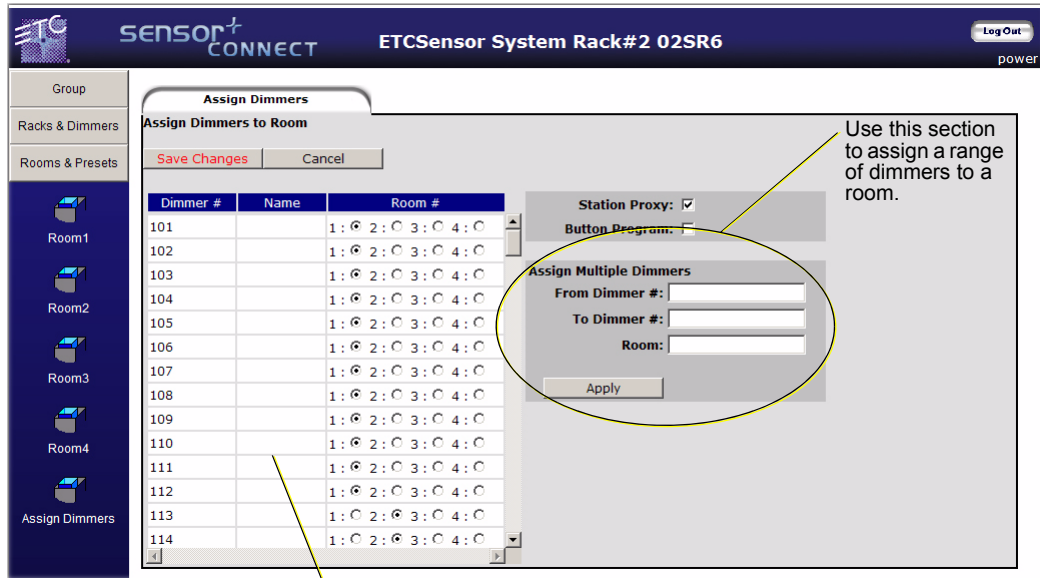 ETC
sensor+
CONNECT
ETCSensor System Rack#2 02SR6
Log Out
power
Group
Racks & Dimmers
Rooms & Presets
Room1
Room2
Room3
Room4
Assign Dimmers
Assign Dimmers
Assign Dimmers to Room
Save Changes Cancel
Dimmer # Name Room #
101 1 : 2 : 3 : 4 :
102 1 : 2 : 3 : 4 :
103 1 : 2 : 3 : 4 :
104 1 : 2 : 3 : 4 :
105 1 : 2 : 3 : 4 :
106 1 : 2 : 3 : 4 :
107 1 : 2 : 3 : 4 :
108 1 : 2 : 3 : 4 :
109 1 : 2 : 3 : 4 :
110 1 : 2 : 3 : 4 :
111 1 : 2 : 3 : 4 :
112 1 : 2 : 3 : 4 :
113 1 : 2 : 3 : 4 :
114 1 : 2 : 3 : 4 :
Station Proxy:
Button Program:
Assign Multiple Dimmers
From Dimmer #:
To Dimmer #:
Room:
Apply
Use this section
to assign a range
of dimmers to a
room.